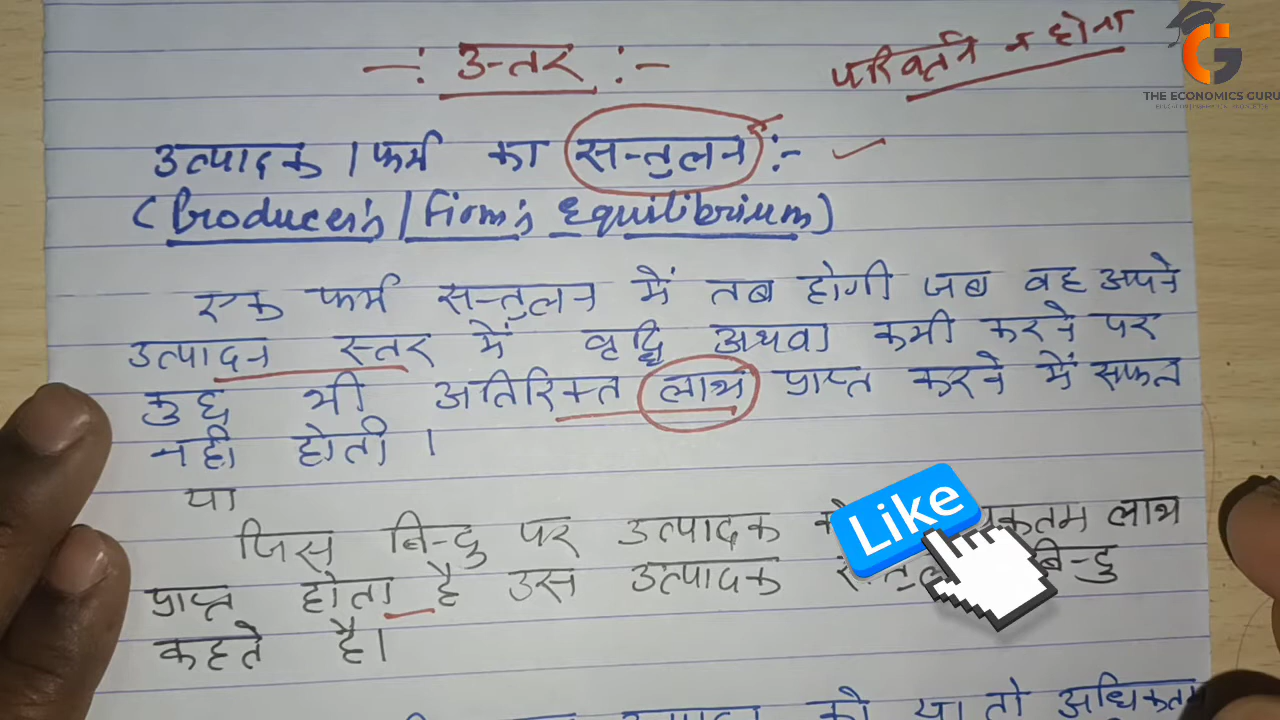 -: उत्तर :-
परिवर्तन न होना
THE ECONOMICS GURU
उत्पादक / फर्म का सन्तुलन :-
(Producer's / Firm's Equilibrium)
एक फर्म सन्तुलन में तब होगी जब वह अपने
उत्पादन स्तर में वृद्धि अथवा कमी करने पर
कुछ भी अतिरिक्त लाभ प्राप्त करने में सफल
नही होती ।
या
जिस बिन्दु पर उत्पादक लाभ
Like
प्राप्त होता है उस उत्पादक बिन्दु
कहते है।
को या तो अधिकतम